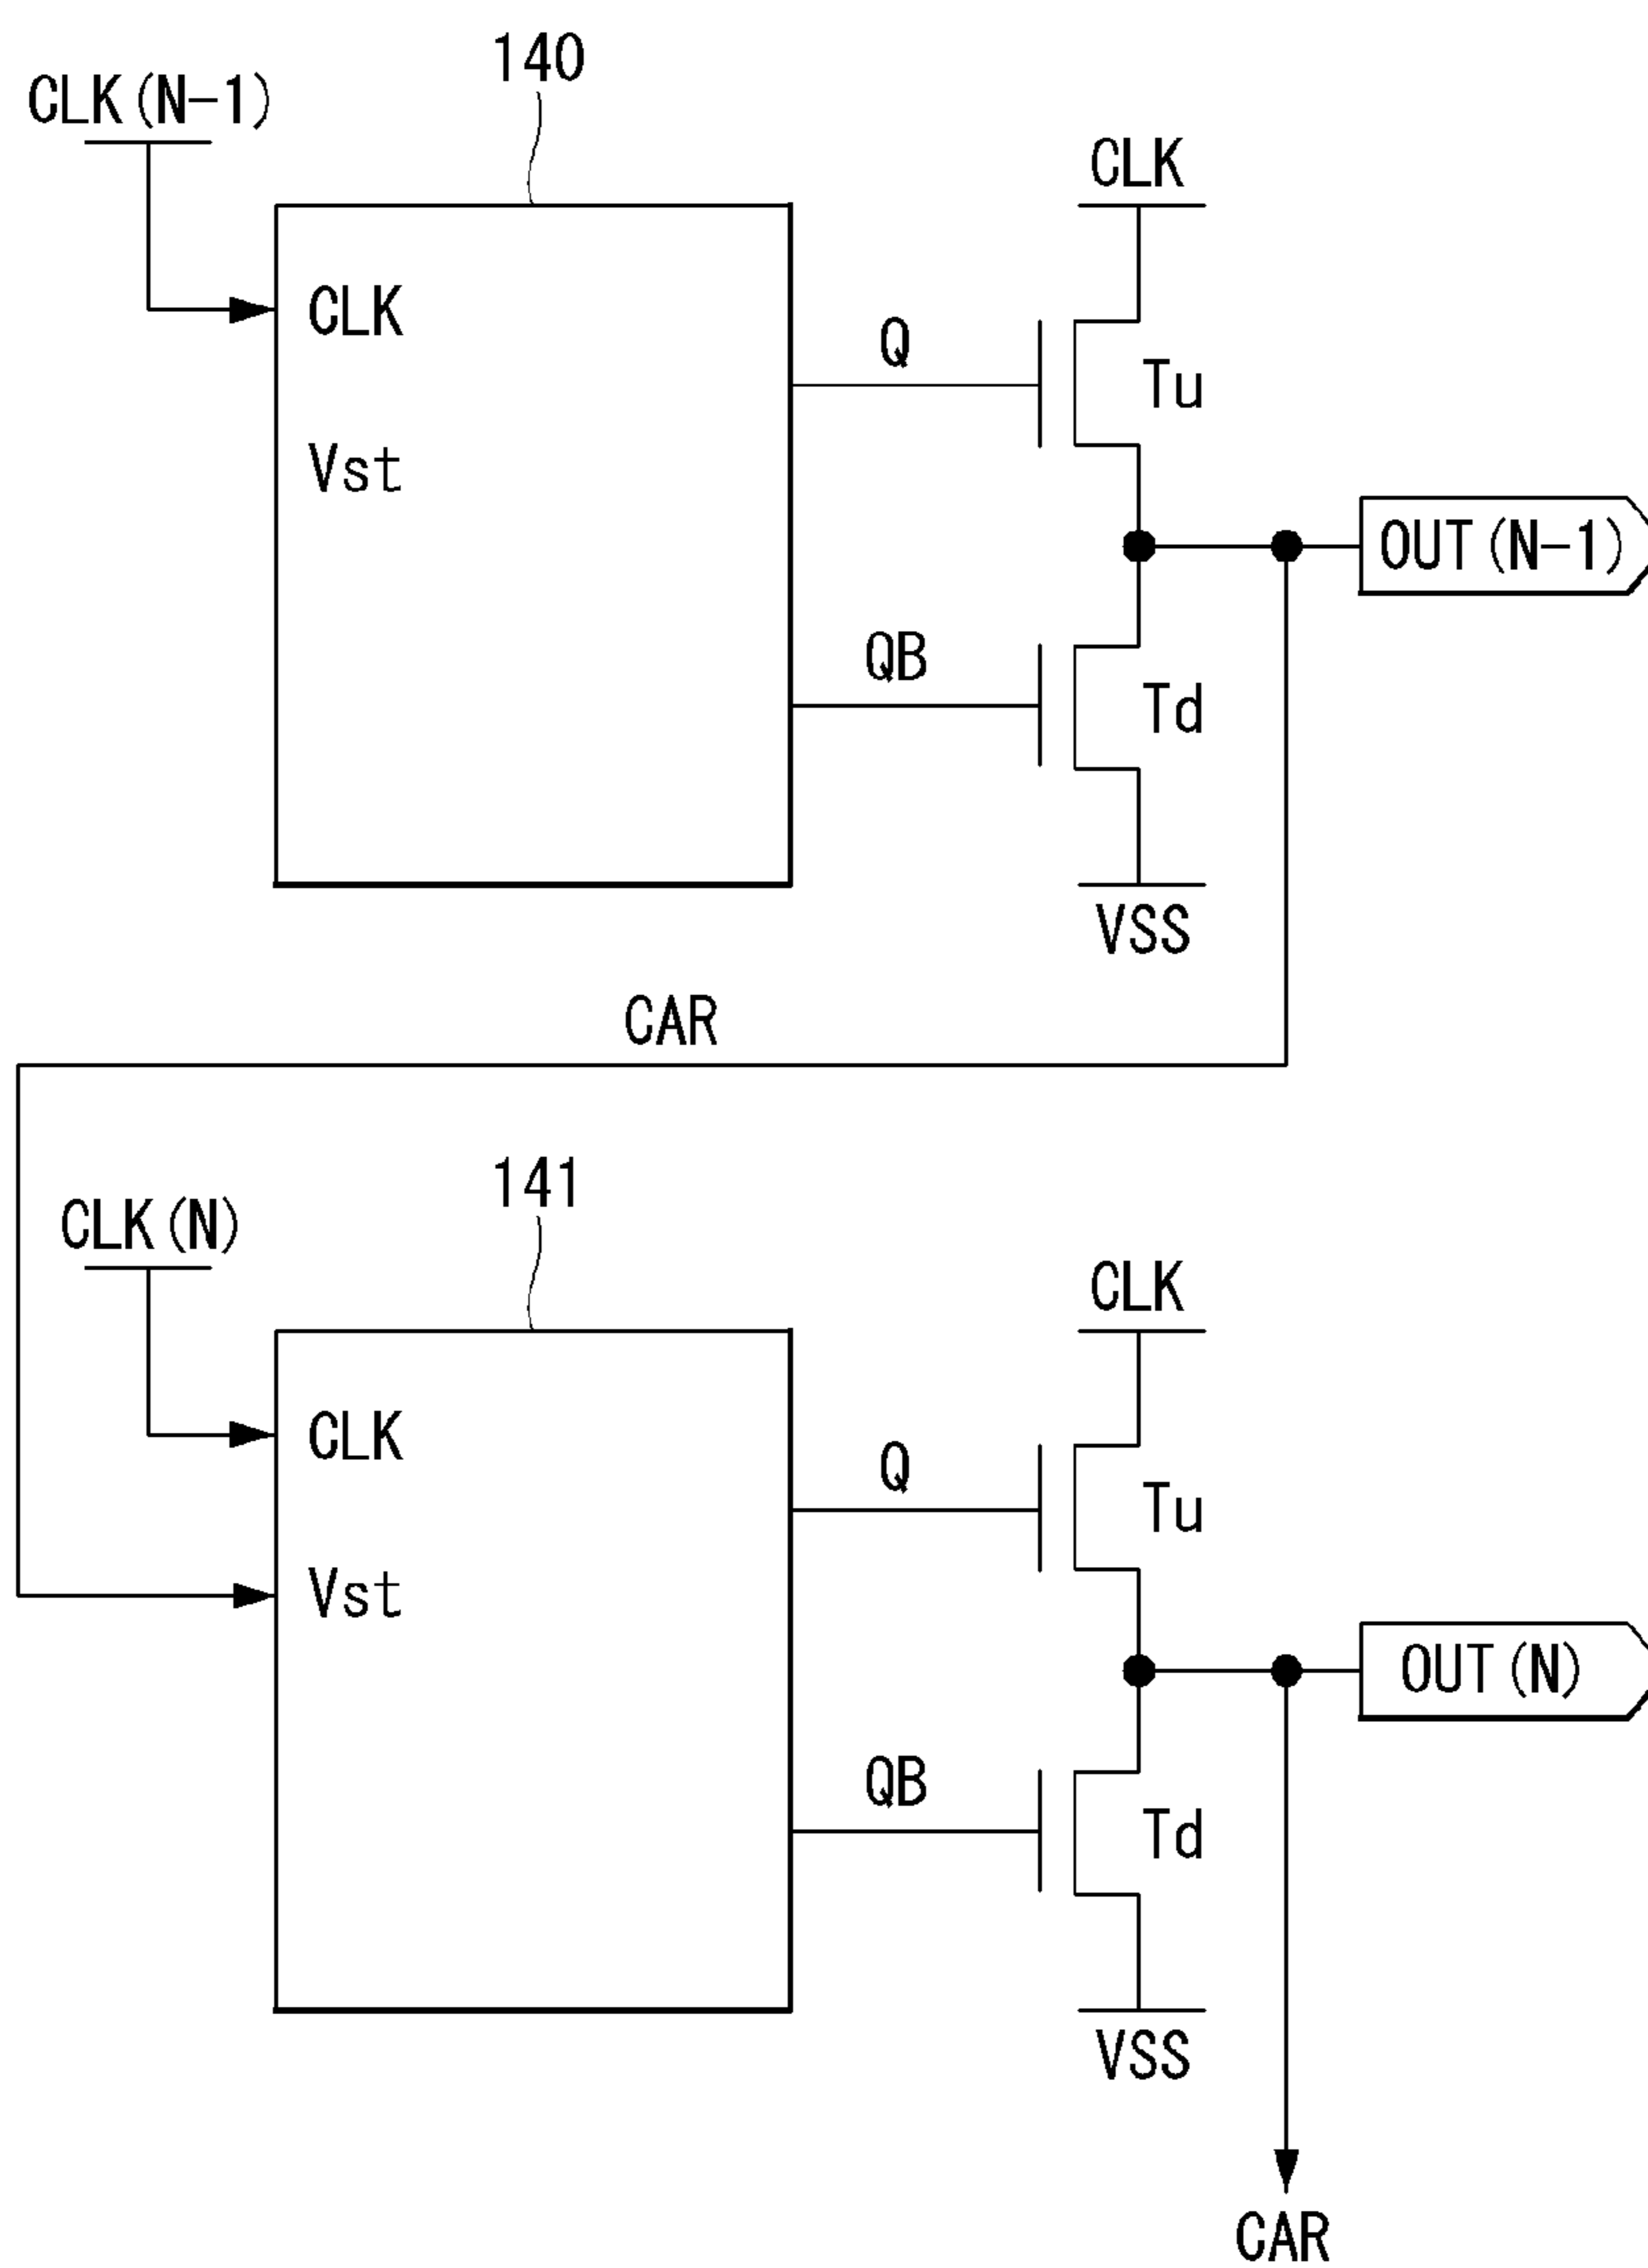 140
CLK(N-1)
CLK
CLK
Q
Tu
Vst
OUT(N-1)
QB
Td
VSS
CAR
141
CLK(N)
CLK
CLK
Q
Tu
Vst
OUT(N)
QB
Td
VSS
CAR